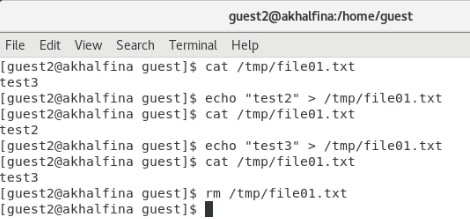 guest2@akhalfina:/home/guest
File Edit View Search Terminal Help
[guest2@akhalfina guest]$ cat /tmp/file01.txt
test3
[guest2@akhalfina guest]$ echo "test2" > /tmp/file01.txt
[guest2@akhalfina guest]$ cat /tmp/file01.txt
test2
[guest2@akhalfina guest]$ echo "test3" > /tmp/file01.txt
[guest2@akhalfina guest]$ cat /tmp/file01.txt
test3
[guest2@akhalfina guest]$ rm /tmp/file01.txt
[guest2@akhalfina guest]$